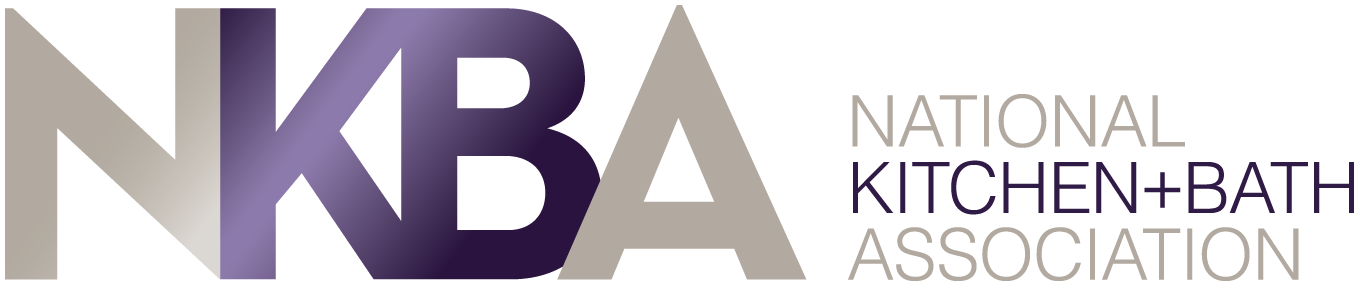 NKBA
NATIONAL
KITCHEN+BATH
ASSOCIATION